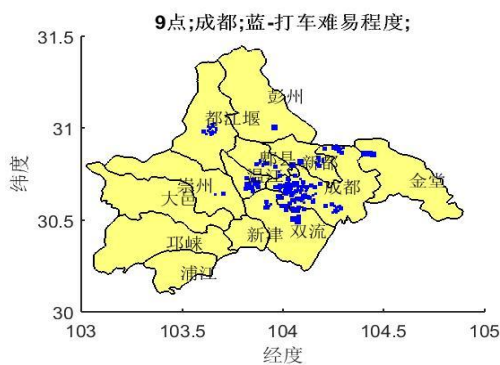 9点;成都;蓝-打车难易程度;
31.5
彭州
都江堰
31
郫县
新都
温江
金堂
崇州
成都
大邑
30.5
新津
双流
邛崃
浦江
30
103
103.5
104
104.5
105
纬度
经度